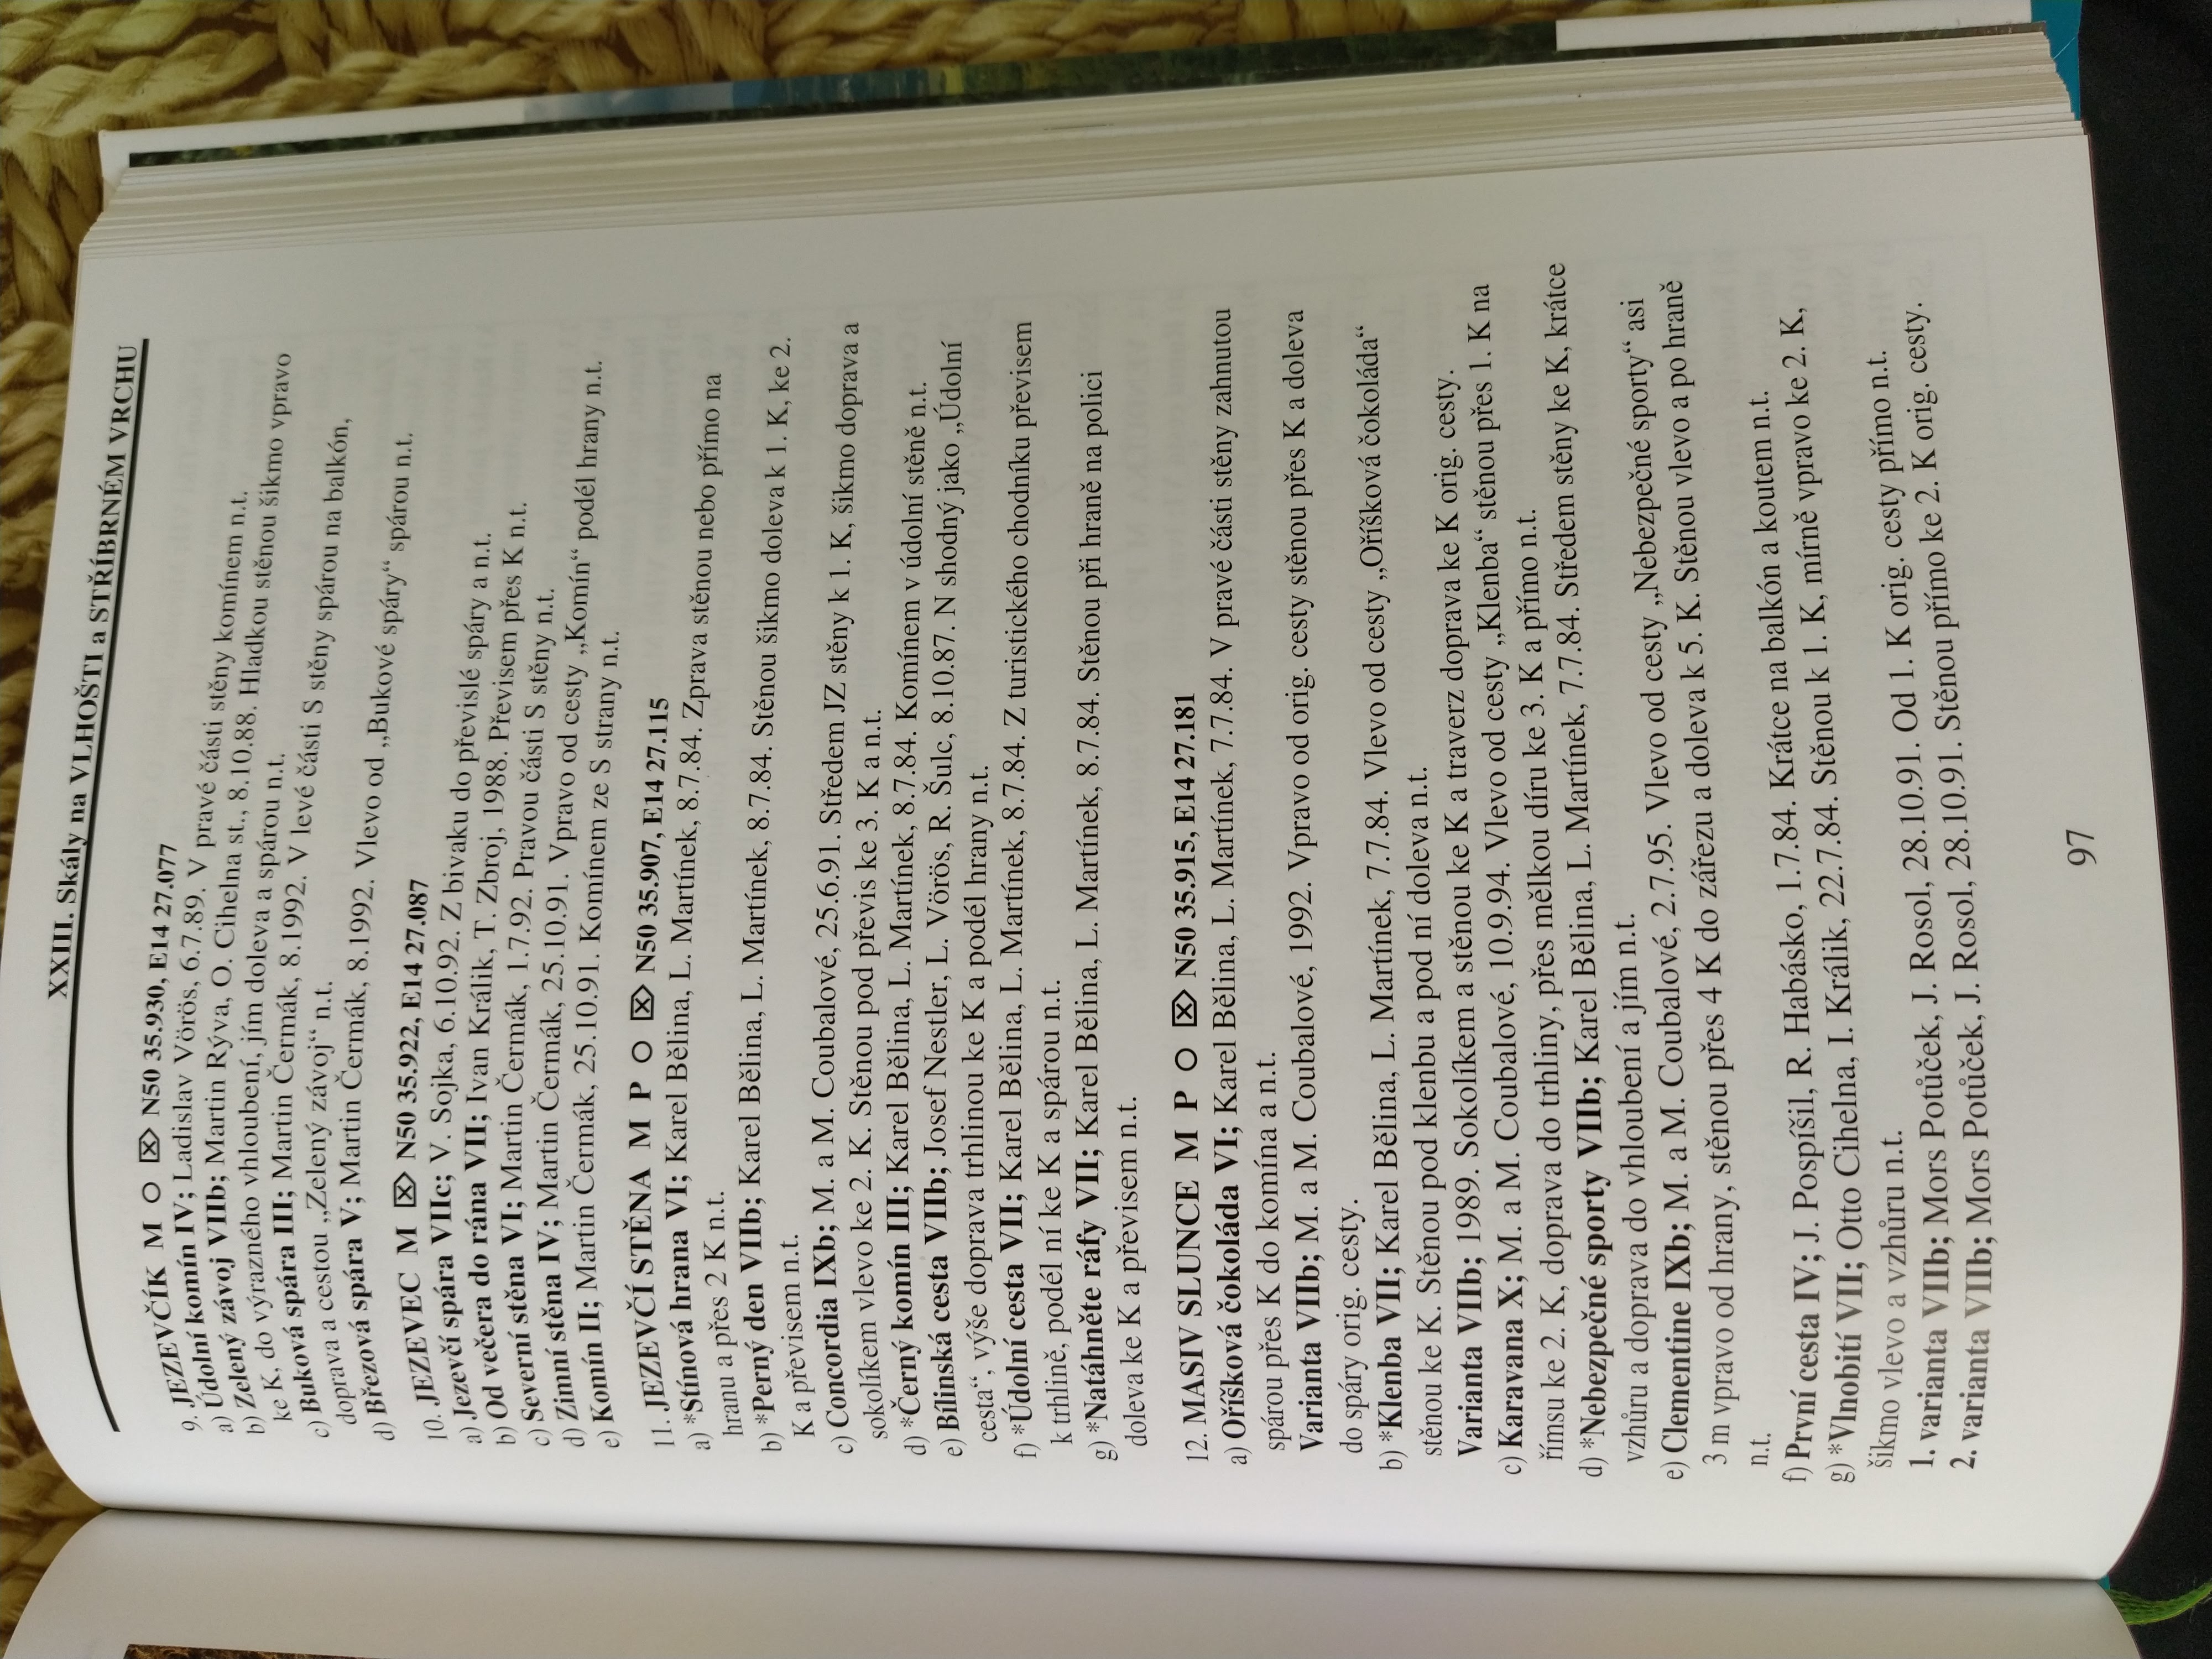 XXIII. Skály na VLHOŠTI a STŘÍBRNÉM VRCHU
9. JEZEVČÍK M O N50 35.930, E14 27.077
a) Údolní komín IV; Ladislav Vörös, 6.7.89. V pravé části stěny komínem n.t.
b) Zelený závoj VIIb; Martin Rýva, O. Cihelna st., 8.10.88. Hladkou stěnou šikmo vpravo
ke K, do výrazného vhloubení, jím doleva a spárou n.t.
c) Buková spára III; Martin Čermák, 8.1992. V levé části S stěny spárou na balkón,
doprava a cestou „Zelený závoj“ n.t.
d) Březová spára V; Martin Čermák, 8.1992. Vlevo od „Bukové spáry“ spárou n.t.
10. JEZEVEC M N50 35.922, E14 27.087
a) Jezevčí spára VIIc; V. Sojka, 6.10.92. Z bivaku do převislé spáry a n.t.
b) Od večera do rána VII; Ivan Králik, T. Zbroj, 1988. Převisem přes K n.t.
c) Severní stěna VI; Martin Čermák, 1.7.92. Pravou části S stěny n.t.
d) Zimní stěna IV; Martin Čermák, 25.10.91. Vpravo od cesty „Komín“ podél hrany n.t.
e) Komín II; Martin Čermák, 25.10.91. Komínem ze S strany n.t.
11. JEZEVČÍ STĚNA M P O N50 35.907, E14 27.115
a) *Stínová hrana VI; Karel Bělina, L. Martínek, 8.7.84. Zprava stěnou nebo přímo na
hranu a přes 2 K n.t.
b) *Perný den VIIb; Karel Bělina, L. Martínek, 8.7.84. Stěnou šikmo doleva k 1. K, ke 2.
K a převisem n.t.
c) Concordia IXb; M. a M. Coubalové, 25.6.91. Středem JZ stěny k 1. K, šikmo doprava a
sokolíkem vlevo ke 2. K. Stěnou pod převis ke 3. K a n.t.
d) *Černý komín III; Karel Bělina, L. Martínek, 8.7.84. Komínem v údolní stěně n.t.
e) Bílinská cesta VIIb; Josef Nestler, L. Vörös, R. Šulc, 8.10.87. N shodný jako „Údolní
cesta“, výše doprava trhlinou ke K a podél hrany n.t.
f) *Údolní cesta VII; Karel Bělina, L. Martínek, 8.7.84. Z turistického chodníku převisem
k trhlině, podél ní ke K a spárou n.t.
g) *Natáhněte ráfy VII; Karel Bělina, L. Martínek, 8.7.84. Stěnou při hraně na polici
doleva ke K a převisem n.t.
12. MASIV SLUNCE M P O N50 35.915, E14 27.181
a) Oříšková čokoláda VI; Karel Bělina, L. Martínek, 7.7.84. V pravé části stěny zahnutou
spárou přes K do komína a n.t.
Varianta VIIb; M. a M. Coubalové, 1992. Vpravo od orig. cesty stěnou přes K a doleva
do spáry orig. cesty.
b) *Klenba VII; Karel Bělina, L. Martínek, 7.7.84. Vlevo od cesty „Oříšková čokoláda“
stěnou ke K. Stěnou pod klenbu a pod ní doleva n.t.
Varianta VIIb; 1989. Sokolíkem a stěnou ke K a traverz doprava ke K orig. cesty.
c) Karavana X; M. a M. Coubalové, 10.9.94. Vlevo od cesty „Klenba“ stěnou přes 1. K na
římsu ke 2. K, doprava do trhliny, přes mělkou díru ke 3. K a přímo n.t.
d) *Nebezpečné sporty VIIb; Karel Bělina, L. Martínek, 7.7.84. Středem stěny ke K, krátce
vzhůru a doprava do vhloubení a jím n.t.
e) Clementine IXb; M. a M. Coubalové, 2.7.95. Vlevo od cesty „Nebezpečné sporty“ asi
3 m vpravo od hrany, stěnou přes 4 K do zářezu a doleva k 5. K. Stěnou vlevo a po hraně
n.t.
f) První cesta IV; J. Pospíšil, R. Habásko, 1.7.84. Krátce na balkón a koutem n.t.
g) *Vlnobití VII; Otto Cihelna, I. Králik, 22.7.84. Stěnou k 1. K, mírně vpravo ke 2. K,
šikmo vlevo a vzhůru n.t.
1. varianta VIIb; Mors Potůček, J. Rosol, 28.10.91. Od 1. K orig. cesty přímo n.t.
2. varianta VIIb; Mors Potůček, J. Rosol, 28.10.91. Stěnou přímo ke 2. K orig. cesty.
97